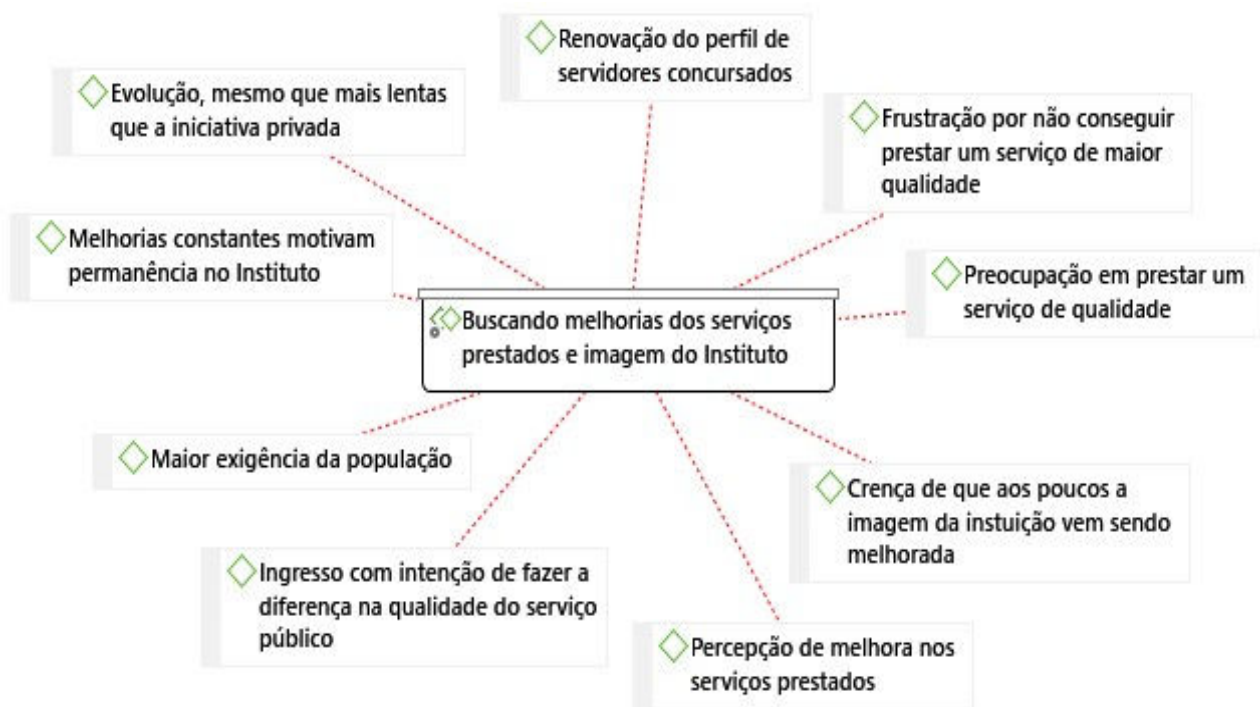 Renovação do perfil de
servidores concursados
Evolução, mesmo que mais lentas
que a iniciativa privada
Frustração por não conseguir
prestar um serviço de maior
qualidade
Melhorias constantes motivam
permanência no Instituto
Preocupação em prestar um
serviço de qualidade
Buscando melhorias dos serviços
prestados e imagem do Instituto
Maior exigência da população
Crença de que aos poucos a
imagem da instuição vem sendo
melhorada
Ingresso com intenção de fazer a
diferença na qualidade do serviço
público
Percepção de melhora nos
serviços prestados